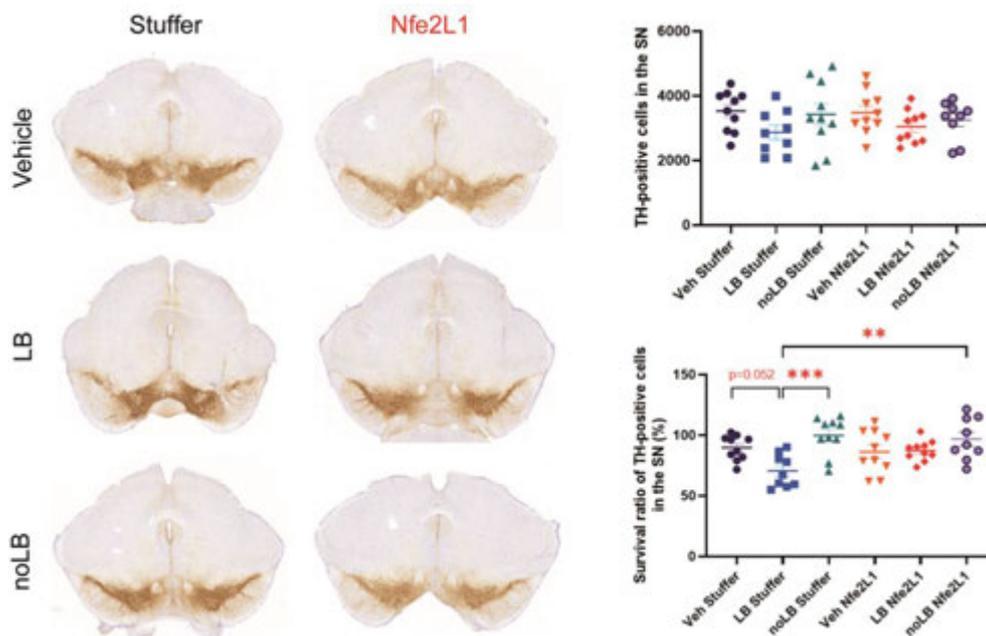 Stuffer
Nfe2L1
Vehicle
LB
noLB
TH-positive cells in the SN
6000
4000
2000
0
Veh Stuffer
LB Stuffer
noLB Stuffer
Veh Nfe2L1
LB Nfe2L1
noLB Nfe2L1
**
p=0.052
***
Survival ratio of TH-positive cells
in the SN (%)
150
100
50
0
Veh Stuffer
LB Stuffer
noLB Stuffer
Veh Nfe2L1
LB Nfe2L1
noLB Nfe2L1